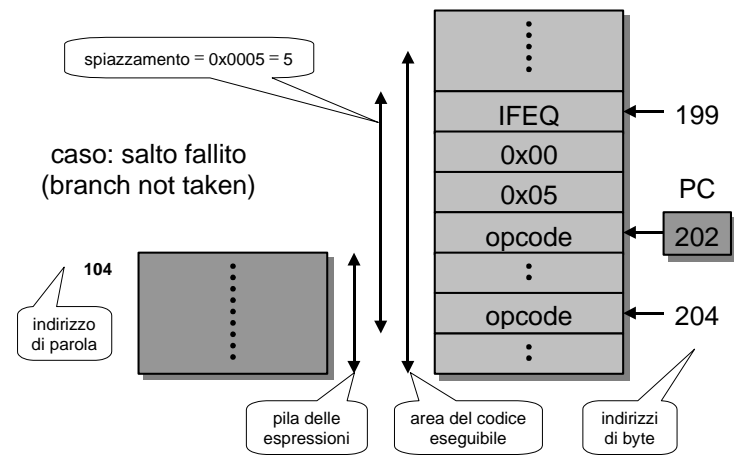 spiazzamento = 0x0005 = 5
caso: salto fallito
(branch not taken)
IFEQ
199
0x00
0x05
PC
opcode
202
104
opcode
204
indirizzo
di parola
pila delle
espressioni
area del codice
eseguibile
indirizzi
di byte